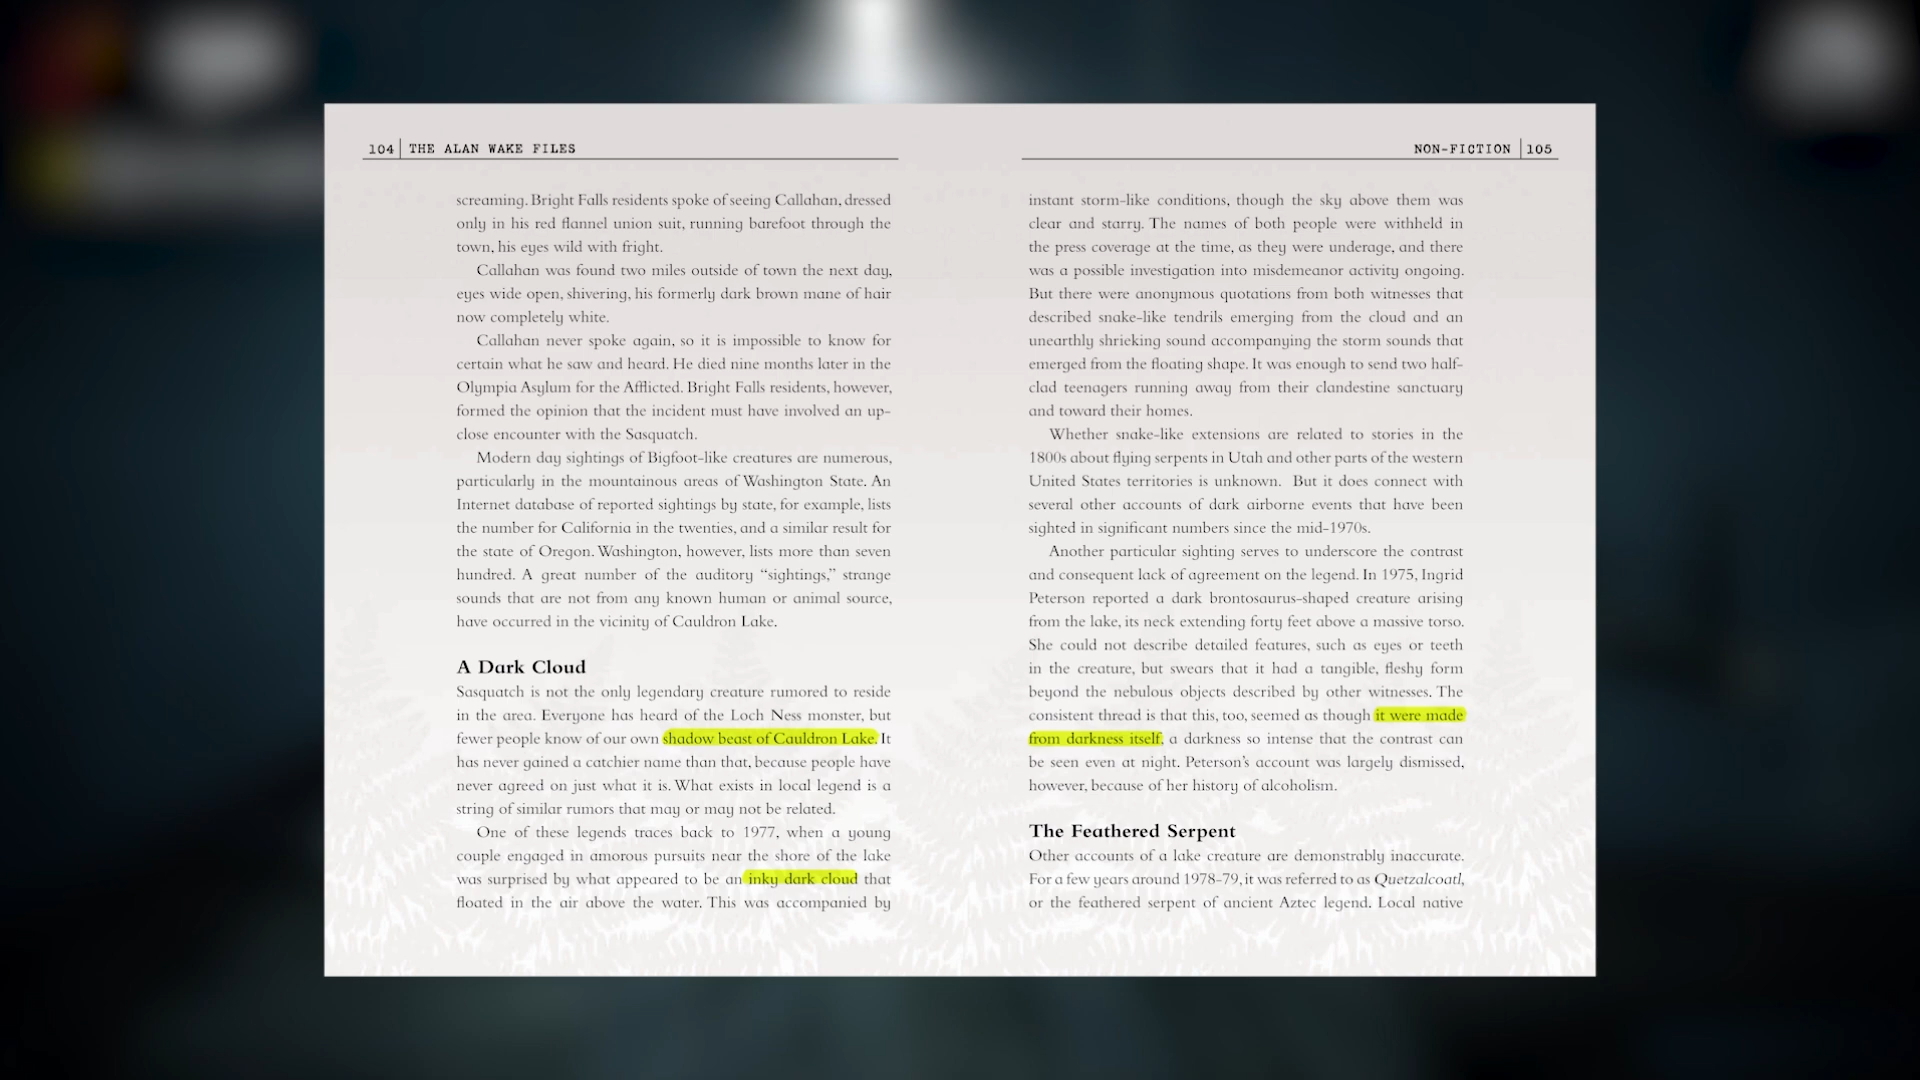 104 THE ALAN WAKE FILES
screaming. Bright Falls residents spoke of seeing Callahan, dressed
only in his red flannel union suit, running barefoot through the
town, his eyes wild with fright.
Callahan was found two miles outside of town the next day,
eyes wide open, shivering, his formerly dark brown mane of hair
now completely white.
Callahan never spoke again, so it is impossible to know for
certain what he saw and heard. He died nine months later in the
Olympia Asylum for the Afflicted. Bright Falls residents, however,
formed the opinion that the incident must have involved an up-
close encounter with the Sasquatch.
Modern day sightings of Bigfoot-like creatures are numerous,
particularly in the mountainous areas of Washington State. An
Internet database of reported sightings by state, for example, lists
the number for California in the twenties, and a similar result for
the state of Oregon. Washington, however, lists more than seven
hundred. A great number of the auditory “sightings,” strange
sounds that are not from any known human or animal source,
have occurred in the vicinity of Cauldron Lake.
A Dark Cloud
Sasquatch is not the only legendary creature rumored to reside
in the area. Everyone has heard of the Loch Ness monster, but
fewer people know of our own shadow beast of Cauldron Lake. It
has never gained a catchier name than that, because people have
never agreed on just what it is. What exists in local legend is a
string of similar rumors that may or may not be related.
One of these legends traces back to 1977, when a young
couple engaged in amorous pursuits near the shore of the lake
was surprised by what appeared to be an inky dark cloud that
floated in the air above the water. This was accompanied by
NON-FICTION 105
instant storm-like conditions, though the sky above them was
clear and starry. The names of both people were withheld in
the press coverage at the time, as they were underage, and there
was a possible investigation into misdemeanor activity ongoing.
But there were anonymous quotations from both witnesses that
described snake-like tendrils emerging from the cloud and an
unearthly shrieking sound accompanying the storm sounds that
emerged from the floating shape. It was enough to send two half-
clad teenagers running away from their clandestine sanctuary
and toward their homes.
Whether snake-like extensions are related to stories in the
1800s about flying serpents in Utah and other parts of the western
United States territories is unknown. But it does connect with
several other accounts of dark airborne events that have been
sighted in significant numbers since the mid-1970s.
Another particular sighting serves to underscore the contrast
and consequent lack of agreement on the legend. In 1975, Ingrid
Peterson reported a dark brontosaurus-shaped creature arising
from the lake, its neck extending forty feet above a massive torso.
She could not describe detailed features, such as eyes or teeth
in the creature, but swears that it had a tangible, fleshy form
beyond the nebulous objects described by other witnesses. The
consistent thread is that this, too, seemed as though it were made
from darkness itself, a darkness so intense that the contrast can
be seen even at night. Peterson’s account was largely dismissed,
however, because of her history of alcoholism.
The Feathered Serpent
Other accounts of a lake creature are demonstrably inaccurate.
For a few years around 1978-79, it was referred to as Quetzalcoatl,
or the feathered serpent of ancient Aztec legend. Local native